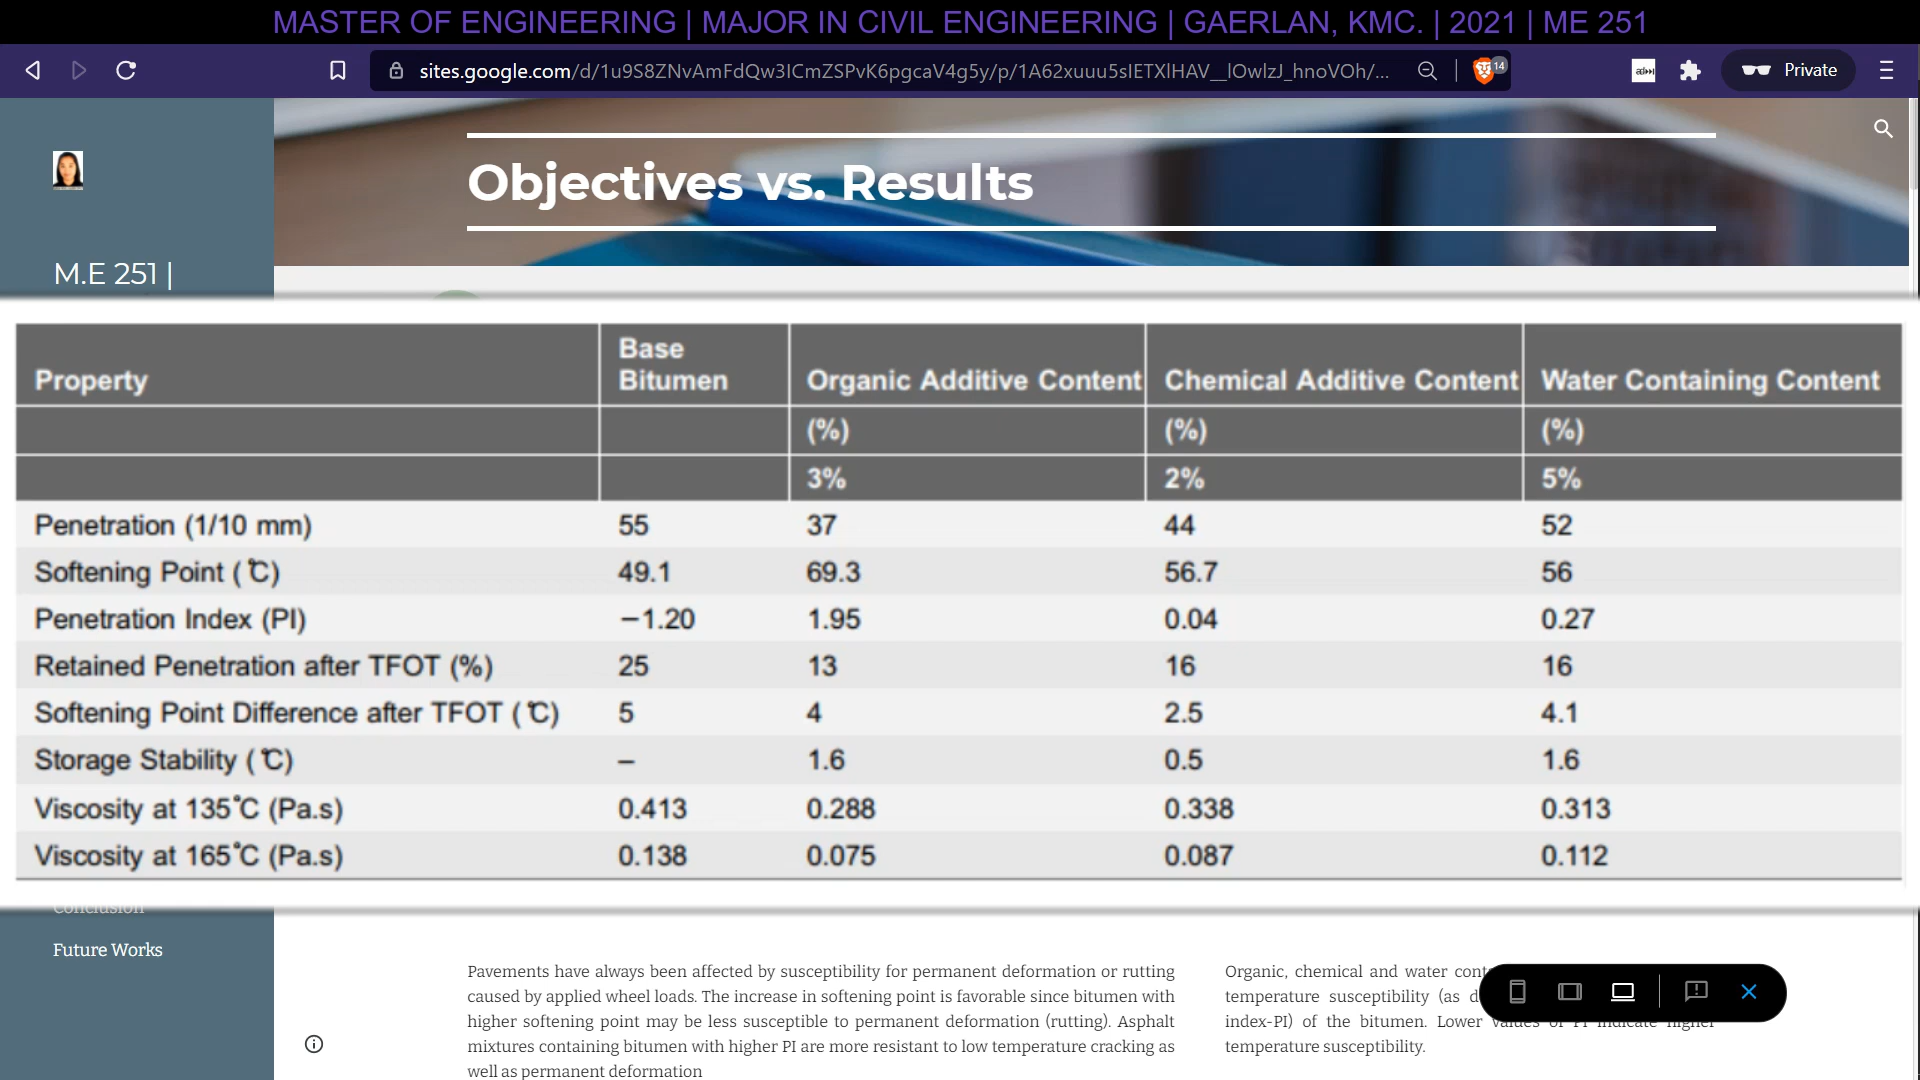 MASTER OF ENGINEERING | MAJOR IN CIVIL ENGINEERING | GAERLAN, KMC. | 2021 | ME 251
sites.google.com/d/1u9S8ZNvAmFdQw3ICmZSPvK6pgcaV4g5y/p/1A62xuuu5sIETXlHAV__lOwlzJ_hnoVOh/...
14
Private
Objectives vs. Results
M.E 251 |
Property Base Bitumen Organic Additive Content Chemical Additive Content Water Containing Content
(%) (%) (%)
3% 2% 5%
Penetration (1/10 mm) 55 37 44 52
Softening Point (℃) 49.1 69.3 56.7 56
Penetration Index (PI) −1.20 1.95 0.04 0.27
Retained Penetration after TFOT (%) 25 13 16 16
Softening Point Difference after TFOT (℃) 5 4 2.5 4.1
Storage Stability (℃) – 1.6 0.5 1.6
Viscosity at 135°C (Pa.s) 0.413 0.288 0.338 0.313
Viscosity at 165°C (Pa.s) 0.138 0.075 0.087 0.112
Conclusion
Future Works
Pavements have always been affected by susceptibility for permanent deformation or rutting
caused by applied wheel loads. The increase in softening point is favorable since bitumen with
higher softening point may be less susceptible to permanent deformation (rutting). Asphalt
mixtures containing bitumen with higher PI are more resistant to low temperature cracking as
well as permanent deformation
Organic, chemical and water
temperature susceptibility (as
index-PI) of the bitumen. Lower values of PI indicate higher
temperature susceptibility.